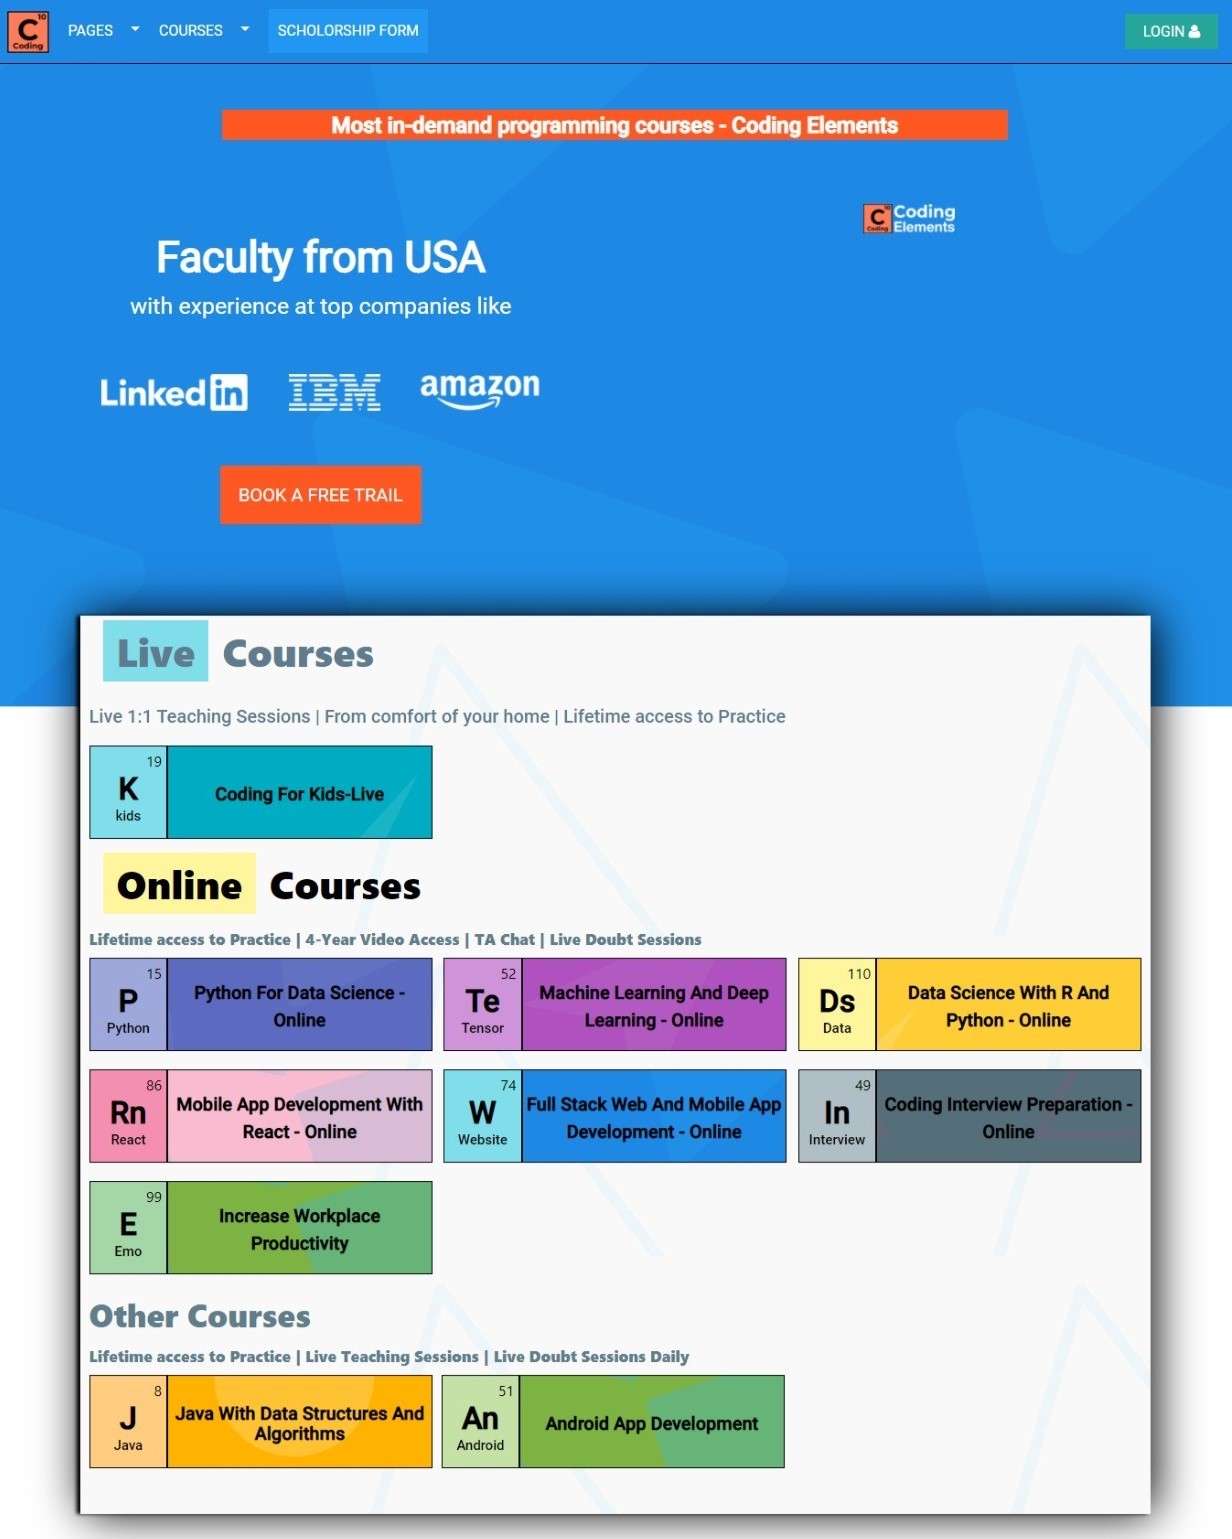 10
C
Coding
PAGES
COURSES
SCHOLORSHIP FORM
LOGIN
Most in-demand programming courses - Coding Elements
10
C
Coding
Coding
Elements
Faculty from USA
with experience at top companies like
Linked in
IBM
amazon
BOOK A FREE TRAIL
Live Courses
Live 1:1 Teaching Sessions | From comfort of your home | Lifetime access to Practice
19
K
kids
Coding For Kids-Live
Online Courses
Lifetime access to Practice | 4-Year Video Access | TA Chat | Live Doubt Sessions
15
P
Python
Python For Data Science -
Online
52
Te
Tensor
Machine Learning And Deep
Learning - Online
110
Ds
Data
Data Science With R And
Python - Online
86
Rn
React
Mobile App Development With
React - Online
74
W
Website
Full Stack Web And Mobile App
Development - Online
49
In
Interview
Coding Interview Preparation -
Online
99
E
Emo
Increase Workplace
Productivity
Other Courses
Lifetime access to Practice | Live Teaching Sessions | Live Doubt Sessions Daily
8
J
Java
Java With Data Structures And
Algorithms
51
An
Android
Android App Development